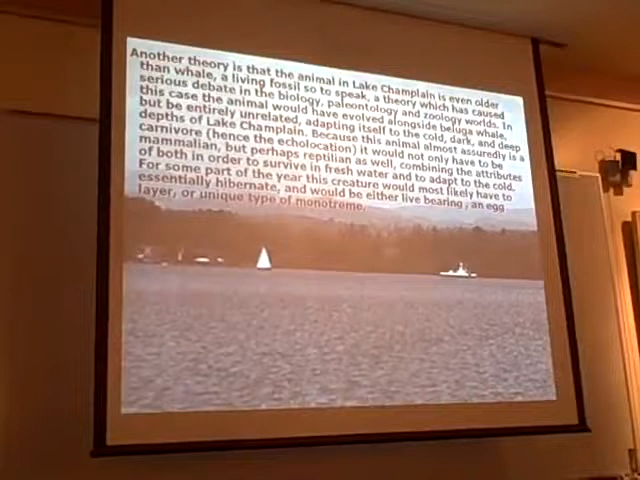 Another theory is that the animal in Lake Champlain is even older
than whale, a living fossil so to speak, a theory which has caused
serious debate in the biology, paleontology and zoology worlds. In
this case the animal would have evolved alongside beluga whale,
but be entirely unrelated, adapting itself to the cold, dark, and deep
depths of Lake Champlain. Because this animal almost assuredly is a
carnivore (hence the echolocation) it would not only have to be
mammalian, but perhaps reptilian as well, combining the attributes
of both in order to survive in fresh water and to adapt to the cold.
For some part of the year this creature would most likely have to
essentially hibernate, and would be either live bearing , an egg
layer, or unique type of monotreme.